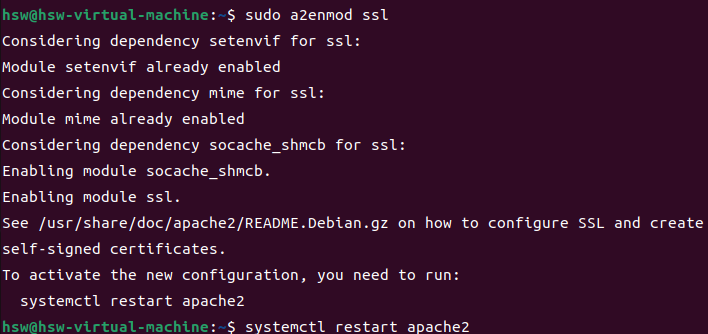 hsw@hsw-virtual-machine:~$ sudo a2enmod ssl
Considering dependency setenvif for ssl:
Module setenvif already enabled
Considering dependency mime for ssl:
Module mime already enabled
Considering dependency socache_shmcb for ssl:
Enabling module socache_shmcb.
Enabling module ssl.
See /usr/share/doc/apache2/README.Debian.gz on how to configure SSL and create
self-signed certificates.
To activate the new configuration, you need to run:
  systemctl restart apache2
hsw@hsw-virtual-machine:~$ systemctl restart apache2